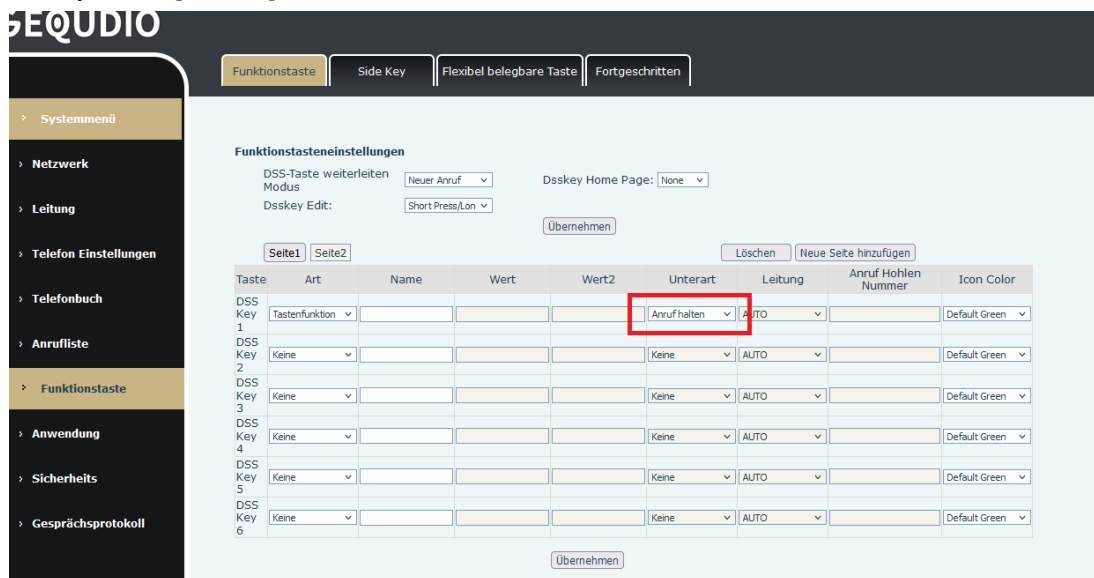 GEQUDIO
Funktionstaste Side Key Flexibel belegbare Taste Fortgeschritten
Systemmenü
Netzwerk
Leitung
Telefon Einstellungen
Telefonbuch
Anrufliste
Funktionstaste
Anwendung
Sicherheits
Gesprächsprotokoll
Funktionstasteneinstellungen
DSS-Taste weiterleiten Modus Neuer Anruf Dsskey Home Page: None
Dsskey Edit: Short Press/Lon
Übernehmen
Seite1 Seite2 Löschen Neue Seite hinzufügen
Taste Art Name Wert Wert2 Unterart Leitung Anruf Hohlen Nummer Icon Color
DSS Key 1 Tastenfunktion Anruf halten AUTO Default Green
DSS Key 2 Keine Keine AUTO Default Green
DSS Key 3 Keine Keine AUTO Default Green
DSS Key 4 Keine Keine AUTO Default Green
DSS Key 5 Keine Keine AUTO Default Green
DSS Key 6 Keine Keine AUTO Default Green
Übernehmen